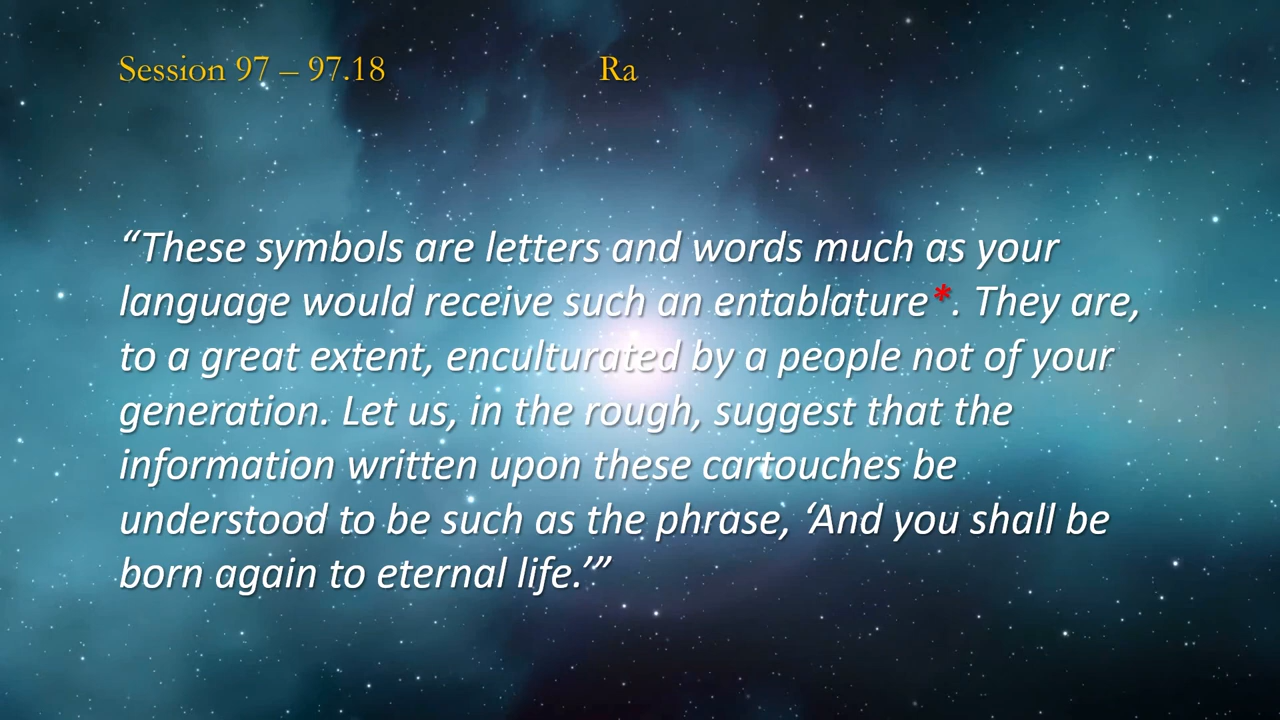 Session 97 – 97.18 Ra
“These symbols are letters and words much as your
language would receive such an entablature*. They are,
to a great extent, enculturated by a people not of your
generation. Let us, in the rough, suggest that the
information written upon these cartouches be
understood to be such as the phrase, ‘And you shall be
born again to eternal life.’”